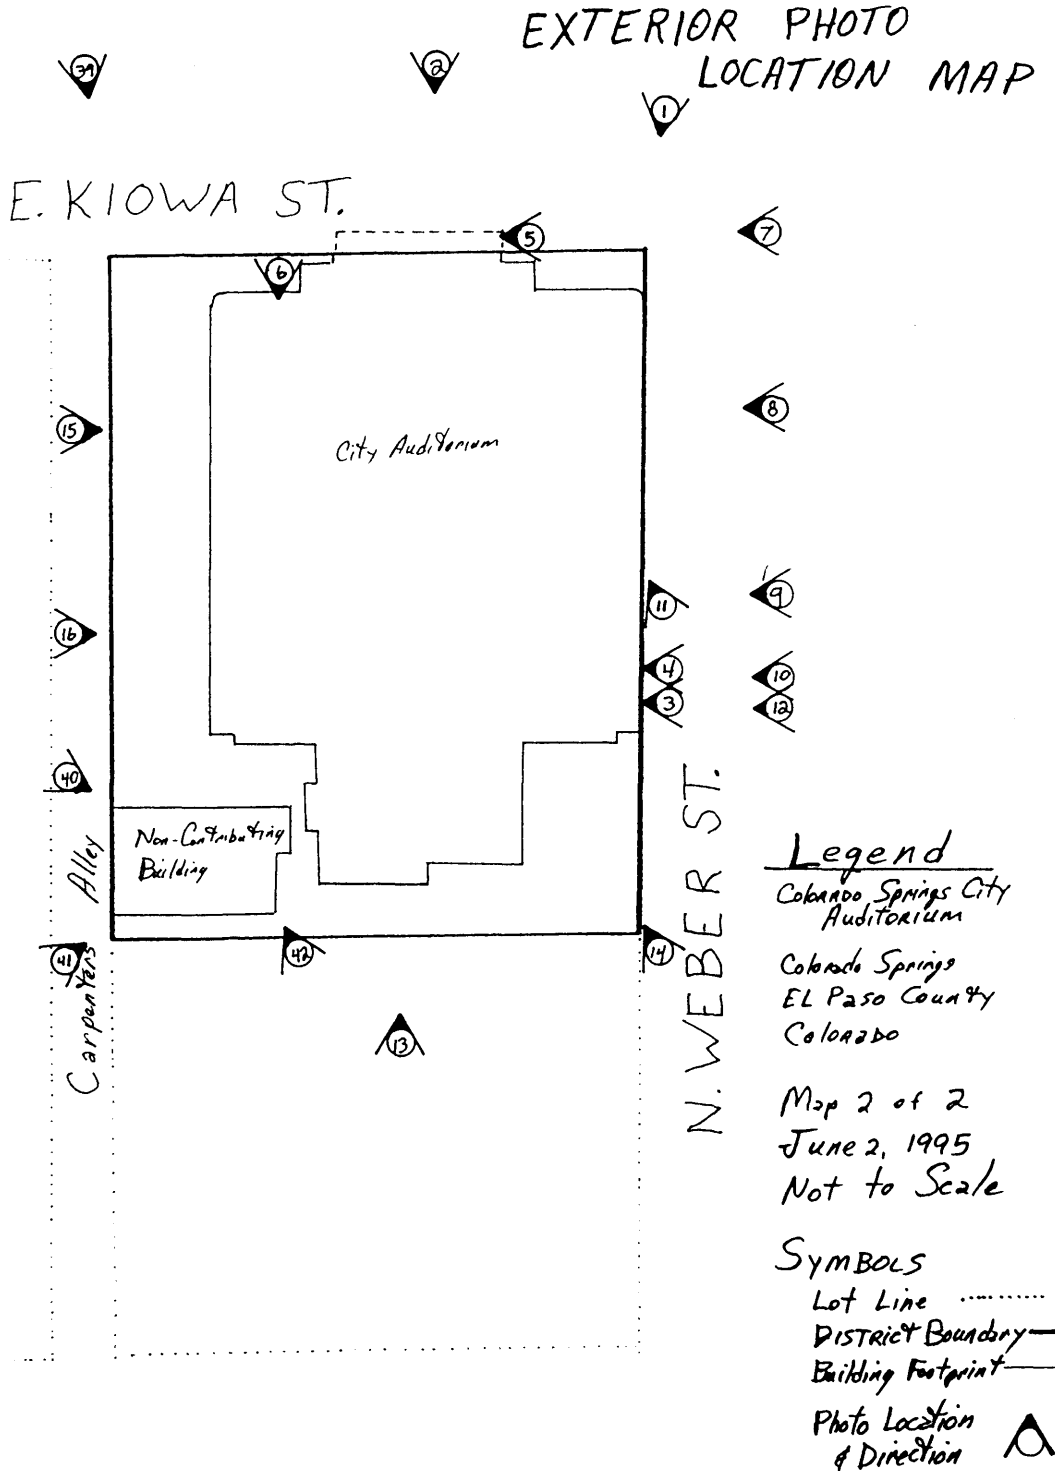 EXTERIOR PHOTO
LOCATION MAP
39
2
1
E. KIOWA ST.
5
7
6
15
City Auditorium
8
16
11
9
4
10
3
12
40
Non-Contributing
Building
Carpenters Alley
N. WEBER ST.
41
42
14
13
Legend
Colorado Springs City
Auditorium
Colorado Springs
EL Paso County
Colorado
Map 2 of 2
June 2, 1995
Not to Scale
SYMBOLS
Lot Line
DISTRICT Boundary
Building Footprint
Photo Location
& Direction